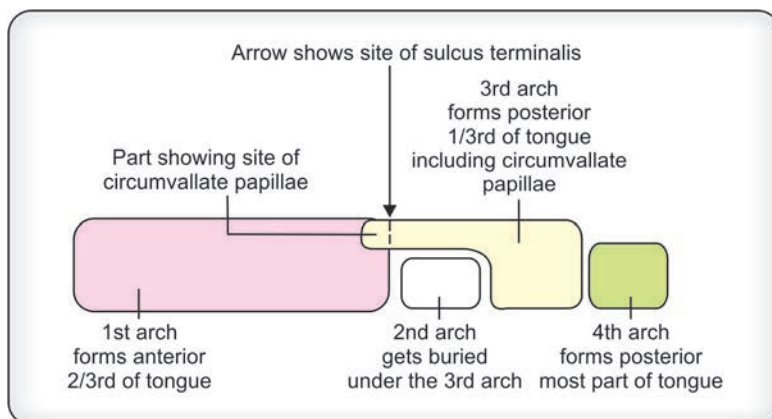 Arrow shows site of sulcus terminalis
3rd arch
forms posterior
1/3rd of tongue
including circumvallate
papillae
Part showing site of
circumvallate papillae
1st arch
forms anterior
2/3rd of tongue
2nd arch
gets buried
under the 3rd arch
4th arch
forms posterior
most part of tongue